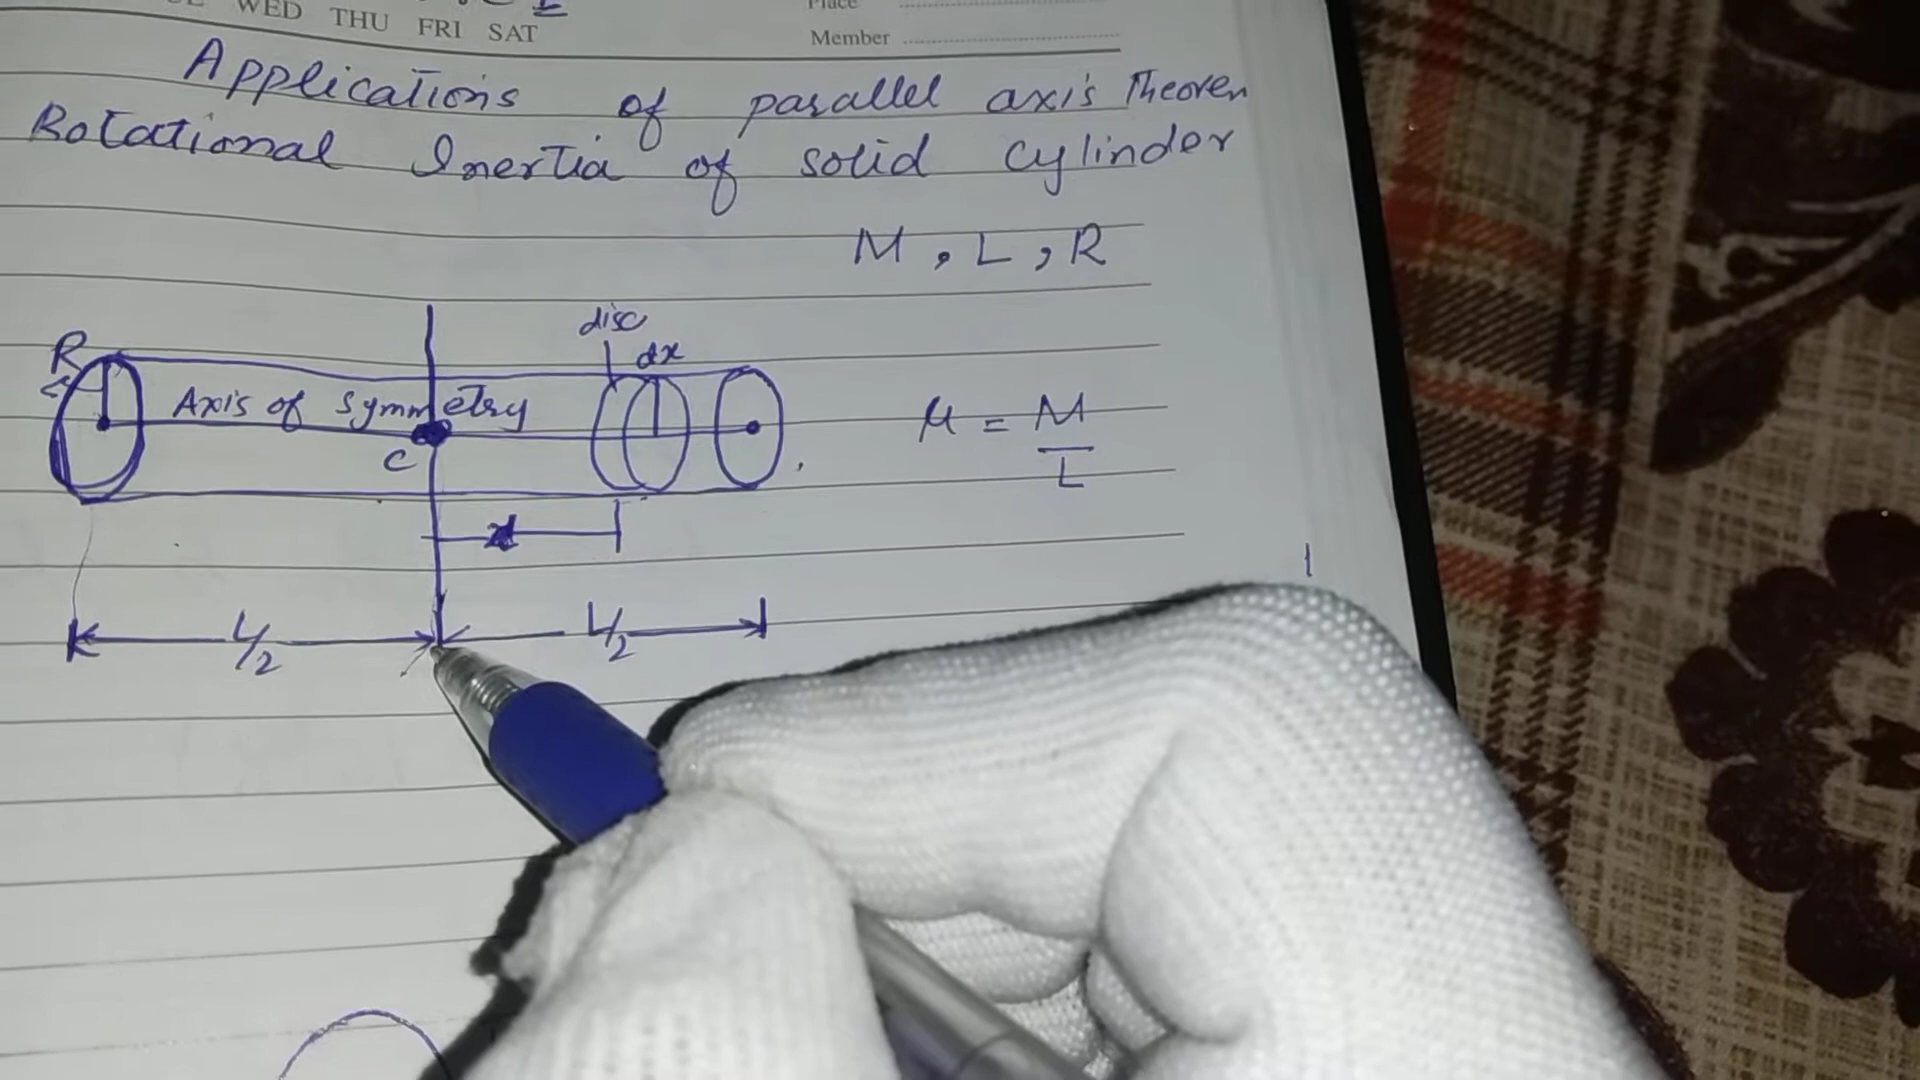 WED THU FRI SAT
Place
Member
Applications of parallel axis Theorem
Rotational Inertia of solid cylinder
M , L , R
disc
R
dx
Axis of Symmetry
μ = M/L
C
x
L/2
L/2